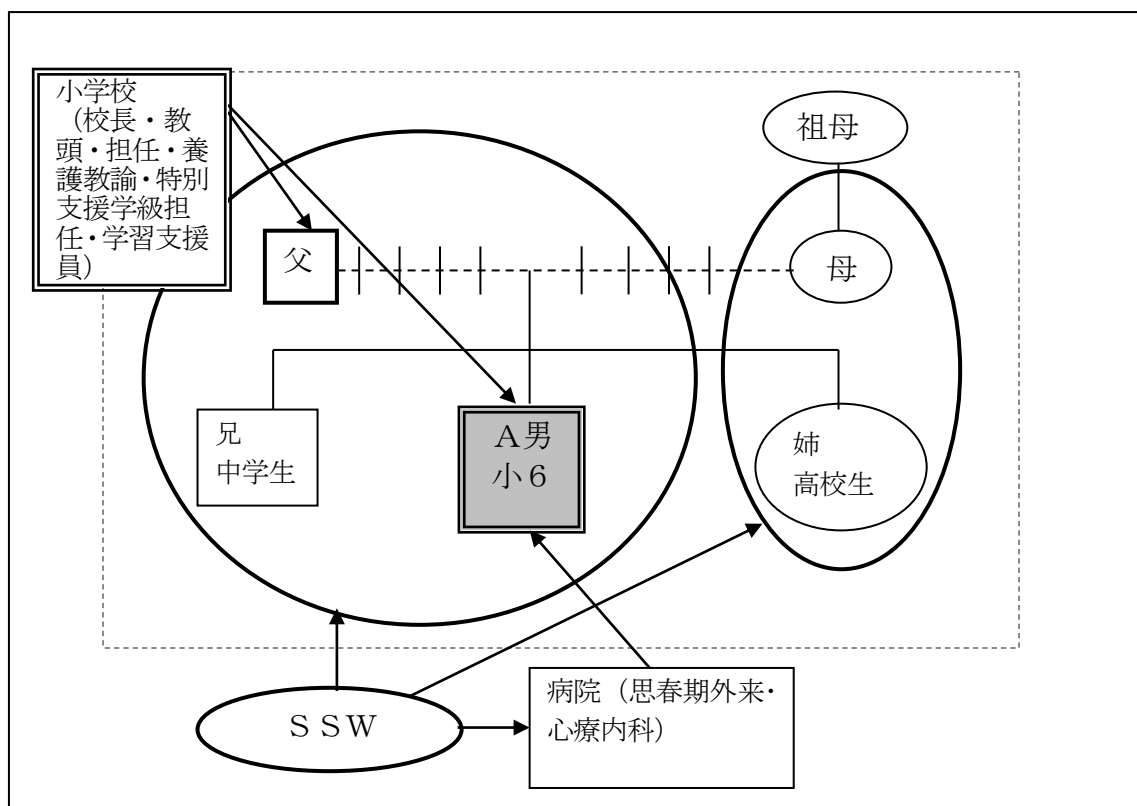 小学校
（校長・教
頭・担任・養
護教諭・特別
支援学級担
任・学習支援
員）
祖母
父
母
兄
中学生
Ａ男
小６
姉
高校生
ＳＳＷ
病院（思春期外来・
心療内科）